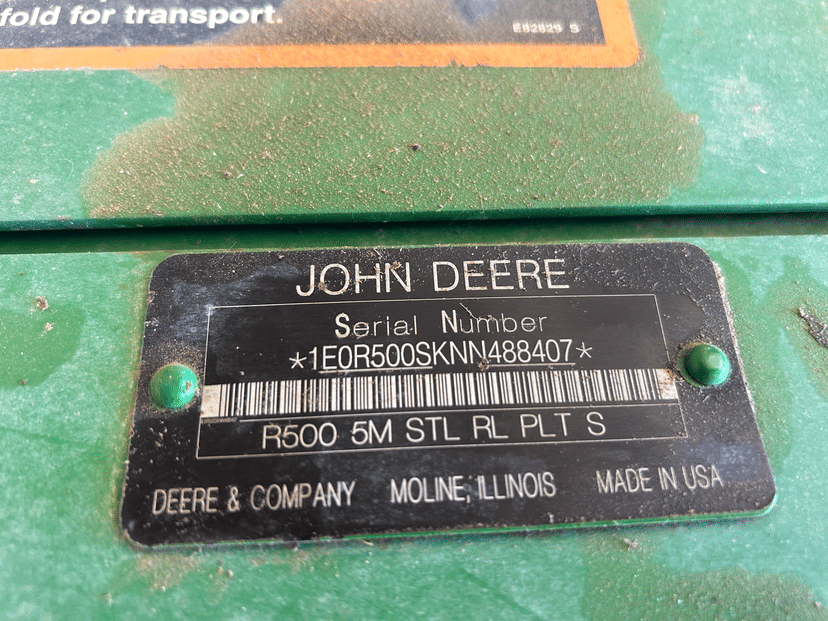 fold for transport.
E82829 S
JOHN DEERE
Serial Number
*1E0R500SKNN488407*
R500 5M STL RL PLT S
DEERE & COMPANY MOLINE, ILLINOIS MADE IN USA